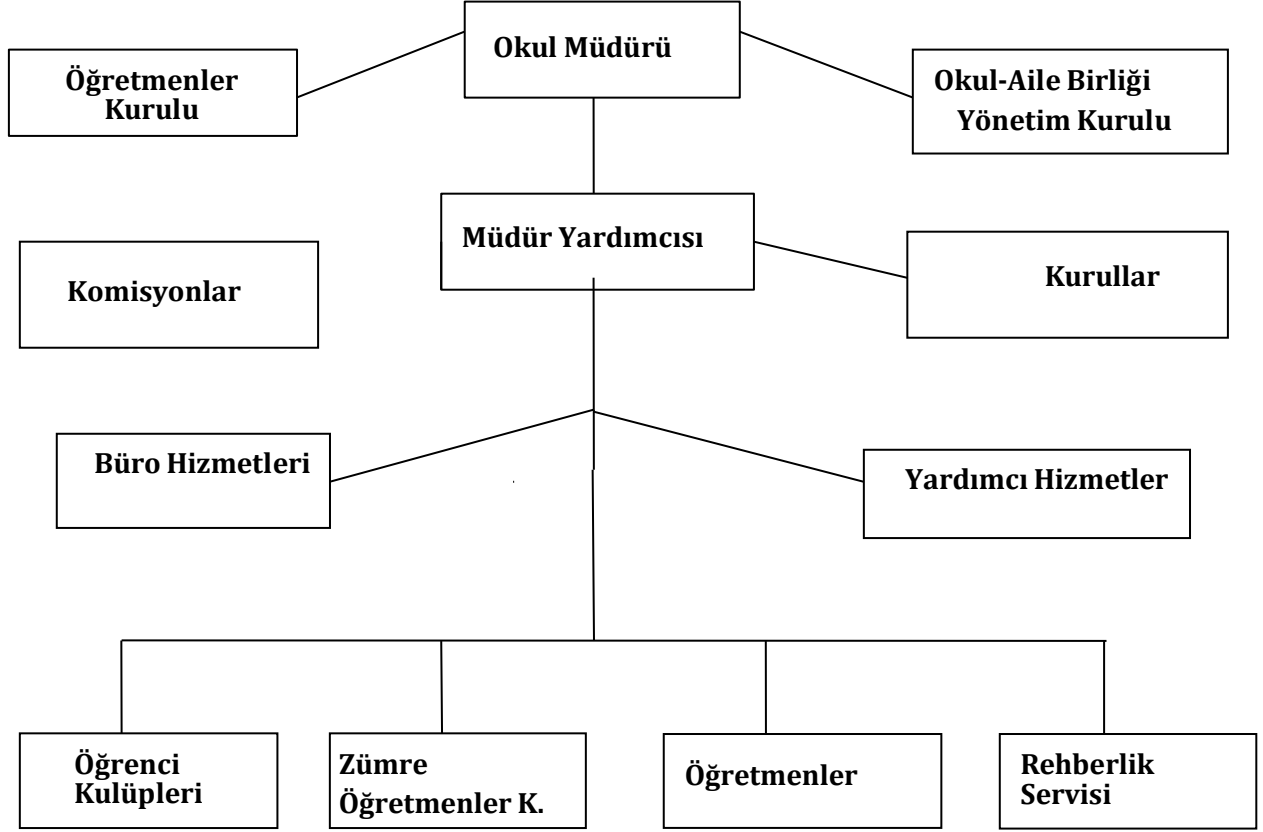 Okul Müdürü
Öğretmenler
Kurulu
Okul-Aile Birliği
Yönetim Kurulu
Müdür Yardımcısı
Komisyonlar
Kurullar
Büro Hizmetleri
Yardımcı Hizmetler
Öğrenci
Kulüpleri
Zümre
Öğretmenler K.
Öğretmenler
Rehberlik
Servisi